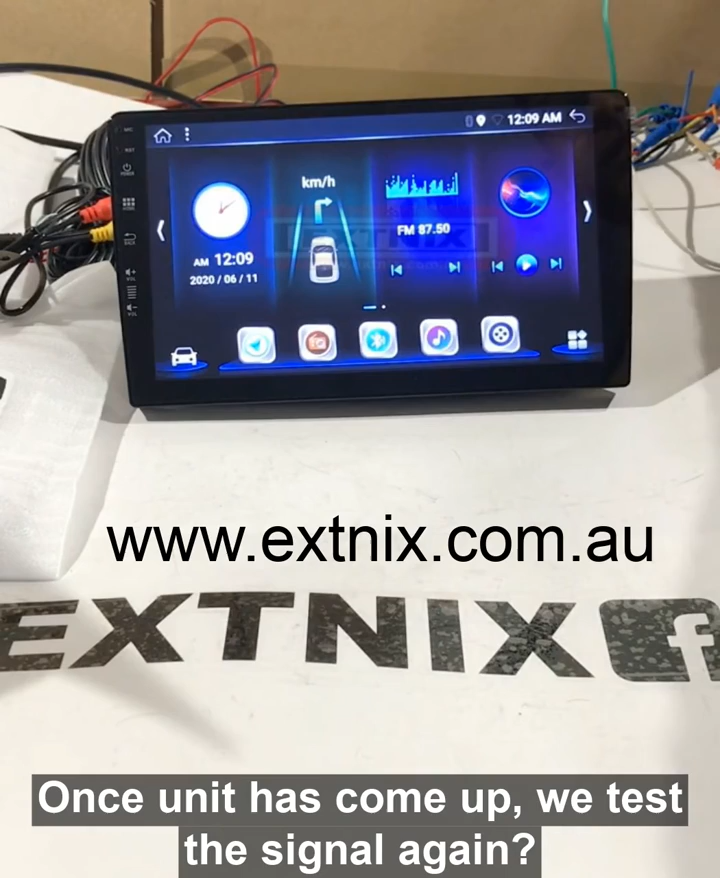 12:09 AM
km/h
FM 87.50
EXTNIX
AM 12:09
2020 / 06 / 11
www.extnix.com.au
EXTNIX f
Once unit has come up, we test
the signal again?